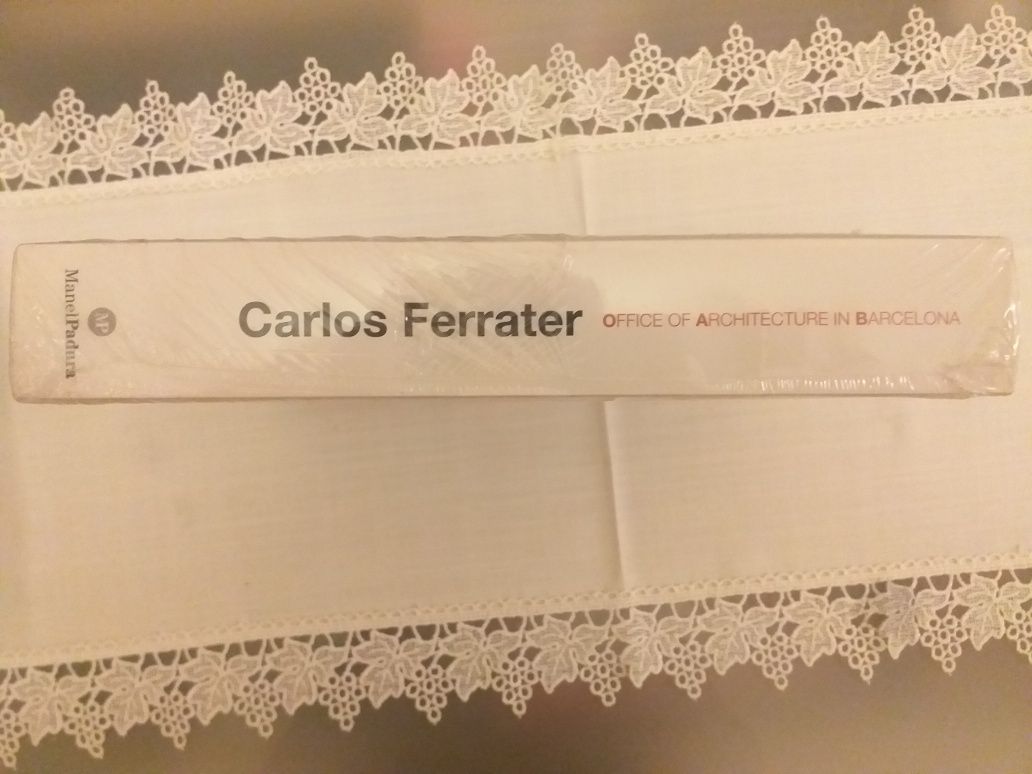 ManelPadura
MP
Carlos Ferrater
OFFICE OF ARCHITECTURE IN BARCELONA